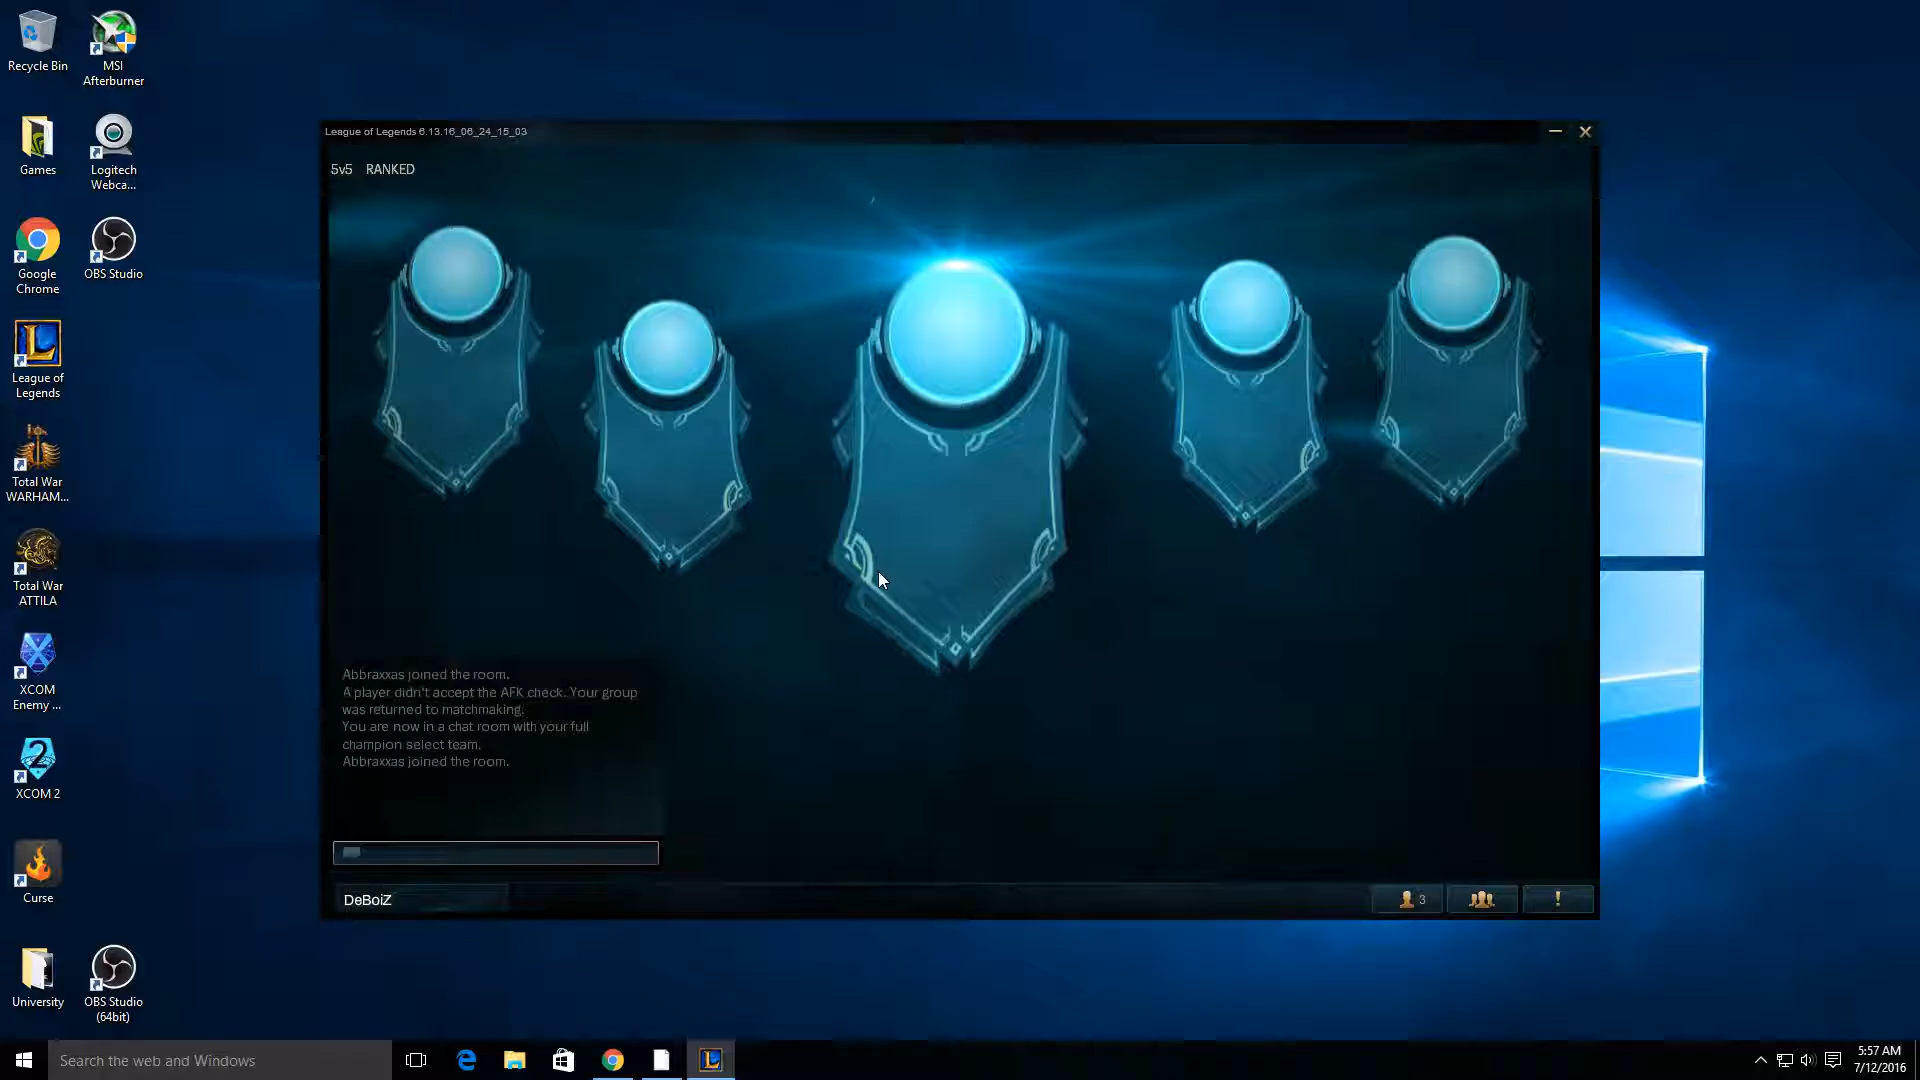 Recycle Bin
MSI
Afterburner
Games
Logitech
Webca...
Google
Chrome
OBS Studio
League of
Legends
Total War
WARHAM...
Total War
ATTILA
XCOM
Enemy ...
XCOM 2
Curse
University
OBS Studio
(64bit)
League of Legends 6.13.16_06_24_15_03
5v5 RANKED
Abbraxxas joined the room.
A player didn't accept the AFK check. Your group
was returned to matchmaking.
You are now in a chat room with your full
champion select team.
Abbraxxas joined the room.
DeBoiZ
3
!
Search the web and Windows
5:57 AM
7/12/2016